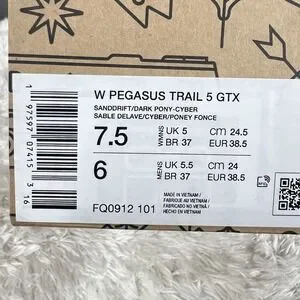 W PEGASUS TRAIL 5 GTX
SANDDRIFT/DARK PONY-CYBER
SABLE DELAVE/CYBER/PONEY FONCE
7.5 WMNS UK 5 CM 24.5
BR 37 EUR 38.5
6 MENS UK 5.5 CM 24
BR 37 EUR 38.5
FQ0912 101
MADE IN VIETNAM /
FABRIQUE AU VIETNAM /
FABRICADO NO VIETNÃ /
HECHO EN VIETNAM
1 97597 07415 3 16